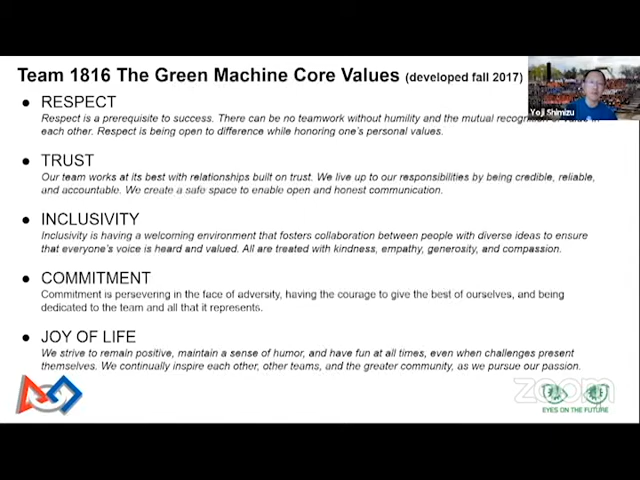 Team 1816 The Green Machine Core Values (developed fall 2017)
Yoji Shimizu
● RESPECT
Respect is a prerequisite to success. There can be no teamwork without humility and the mutual recognition of value in
each other. Respect is being open to difference while honoring one's personal values.
● TRUST
Our team works at its best with relationships built on trust. We live up to our responsibilities by being credible, reliable,
and accountable. We create a safe space to enable open and honest communication.
● INCLUSIVITY
Inclusivity is having a welcoming environment that fosters collaboration between people with diverse ideas to ensure
that everyone's voice is heard and valued. All are treated with kindness, empathy, generosity, and compassion.
● COMMITMENT
Commitment is persevering in the face of adversity, having the courage to give the best of ourselves, and being
dedicated to the team and all that it represents.
● JOY OF LIFE
We strive to remain positive, maintain a sense of humor, and have fun at all times, even when challenges present
themselves. We continually inspire each other, other teams, and the greater community, as we pursue our passion.
zoom
EYES ON THE FUTURE